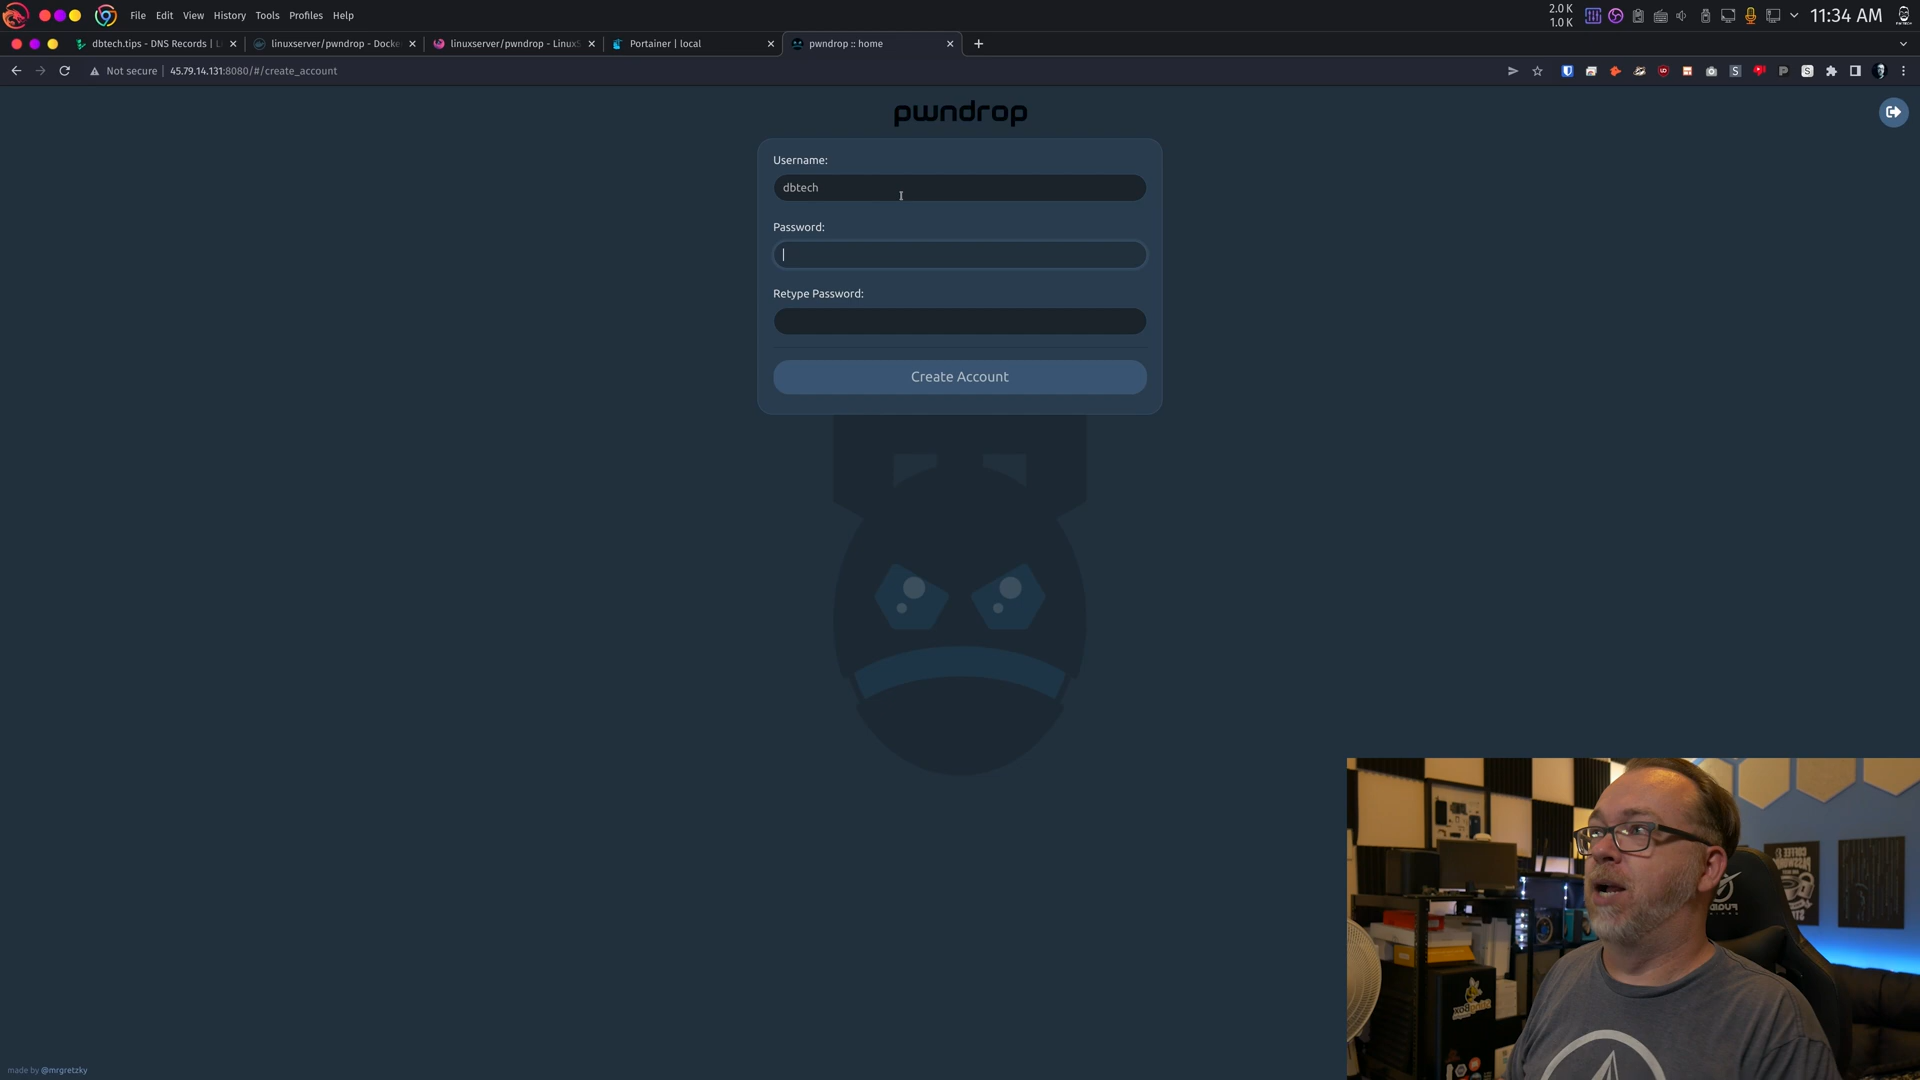 File Edit View History Tools Profiles Help
2.0 K
1.0 K
11:34 AM
dbtech.tips - DNS Records | L
linuxserver/pwndrop - Docke
linuxserver/pwndrop - LinuxS
Portainer | local
pwndrop :: home
Not secure | 45.79.14.131:8080/#/create_account
pwndrop
Username:
dbtech
Password:
Retype Password:
Create Account
made by @mrgretzky